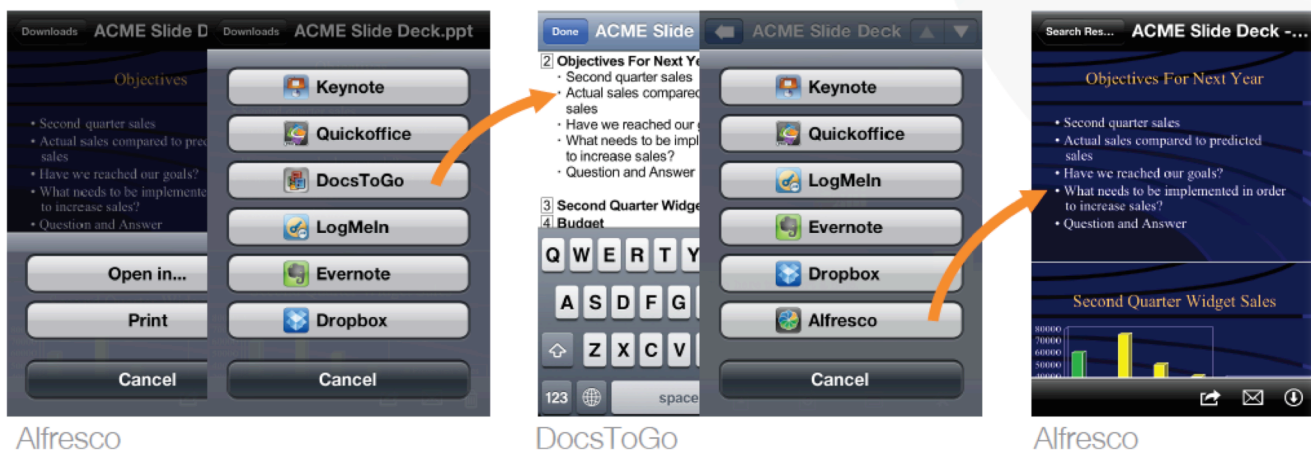 Downloads ACME Slide D
Objectives
• Second quarter sales
• Actual sales compared to pred
sales
• Have we reached our goals?
• What needs to be implemente
to increase sales?
• Question and Answer
Open in...
Print
Cancel
Downloads ACME Slide Deck.ppt
Keynote
Quickoffice
DocsToGo
LogMeIn
Evernote
Dropbox
Cancel
Alfresco
Done ACME Slide
2 Objectives For Next Ye
· Second quarter sales
· Actual sales compared
sales
· Have we reached our
· What needs to be impl
to increase sales?
· Question and Answer
3 Second Quarter Widge
4 Budget
Q W E R T Y
A S D F G
Z X C V
123 space
ACME Slide Deck
Keynote
Quickoffice
LogMeIn
Evernote
Dropbox
Alfresco
Cancel
DocsToGo
Search Res... ACME Slide Deck -...
Objectives For Next Year
• Second quarter sales
• Actual sales compared to predicted
sales
• Have we reached our goals?
• What needs to be implemented in order
to increase sales?
• Question and Answer
Second Quarter Widget Sales
80000
70000
60000
50000
Alfresco